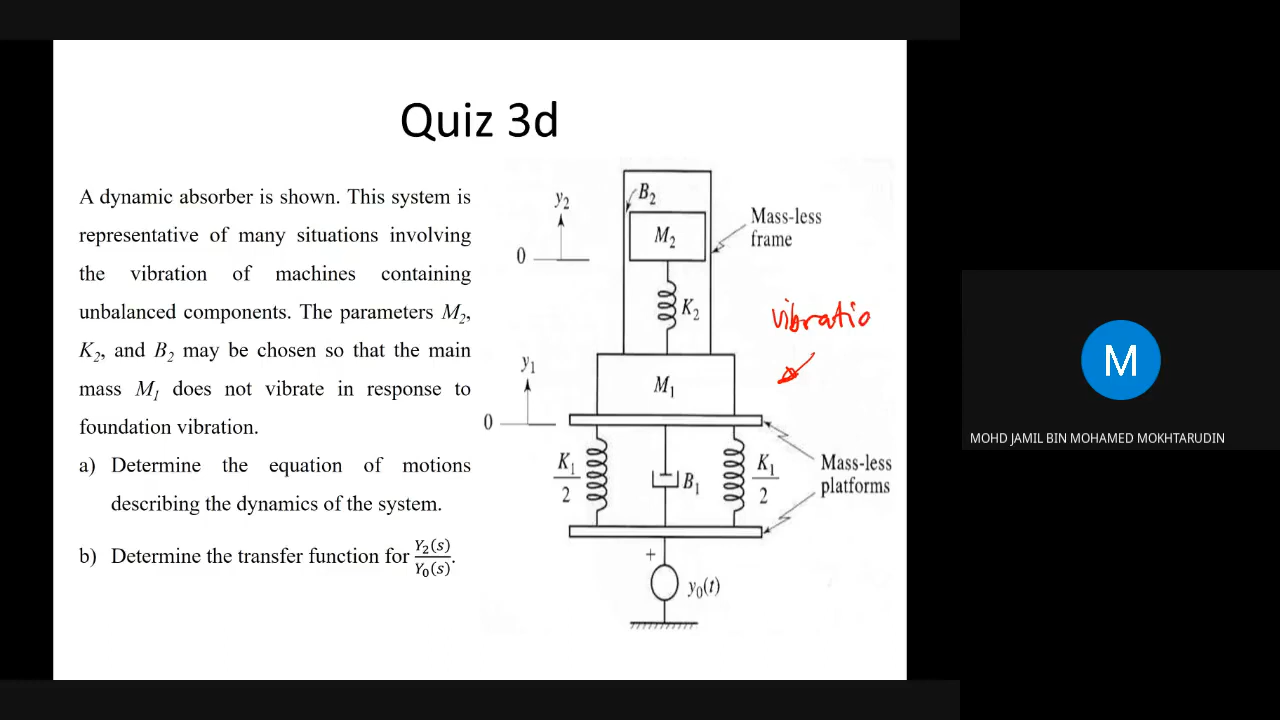 Quiz 3d
A dynamic absorber is shown. This system is
representative of many situations involving
the vibration of machines containing
unbalanced components. The parameters M₂,
K₂, and B₂ may be chosen so that the main
mass M₁ does not vibrate in response to
foundation vibration.
a) Determine the equation of motions
describing the dynamics of the system.
b) Determine the transfer function for Y₂(s)/Y₀(s).
y₂
B₂
M₂
0
Mass-less
frame
K₂
vibratio
y₁
M₁
0
K₁/2
B₁
K₁/2
Mass-less
platforms
+
y₀(t)
M
MOHD JAMIL BIN MOHAMED MOKHTARUDIN